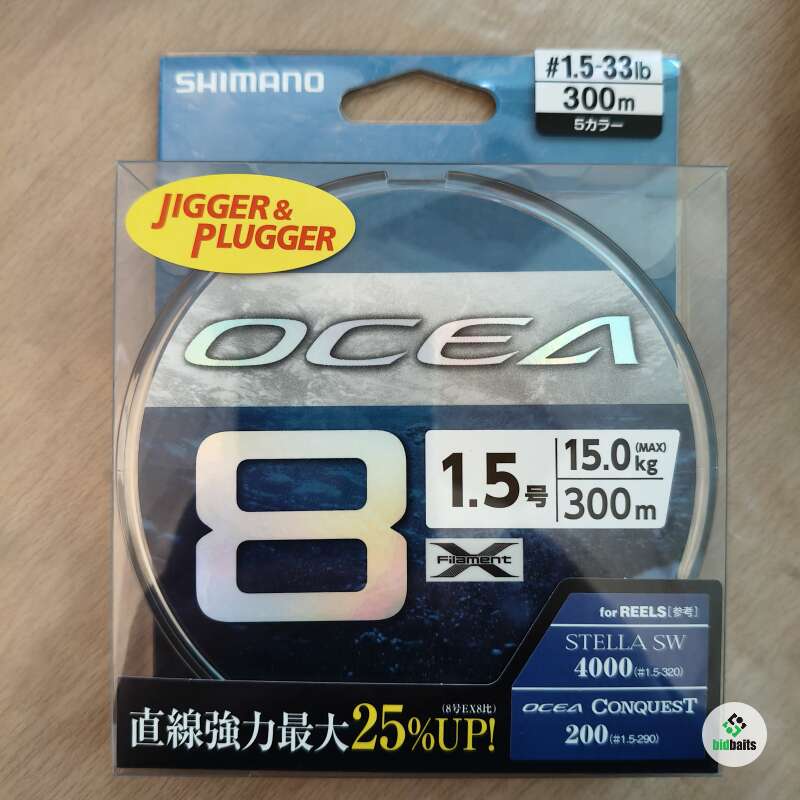 SHIMANO
#1.5-33lb
300m
5カラー
JIGGER &
PLUGGER
OCEA
8
1.5号
15.0kg (MAX)
300m
X Filament
for REELS [参考]
STELLA SW
4000 (#1.5-320)
OCEA CONQUEST
200 (#1.5-290)
(8号EX8比)
直線強力最大25%UP!
bidbaits